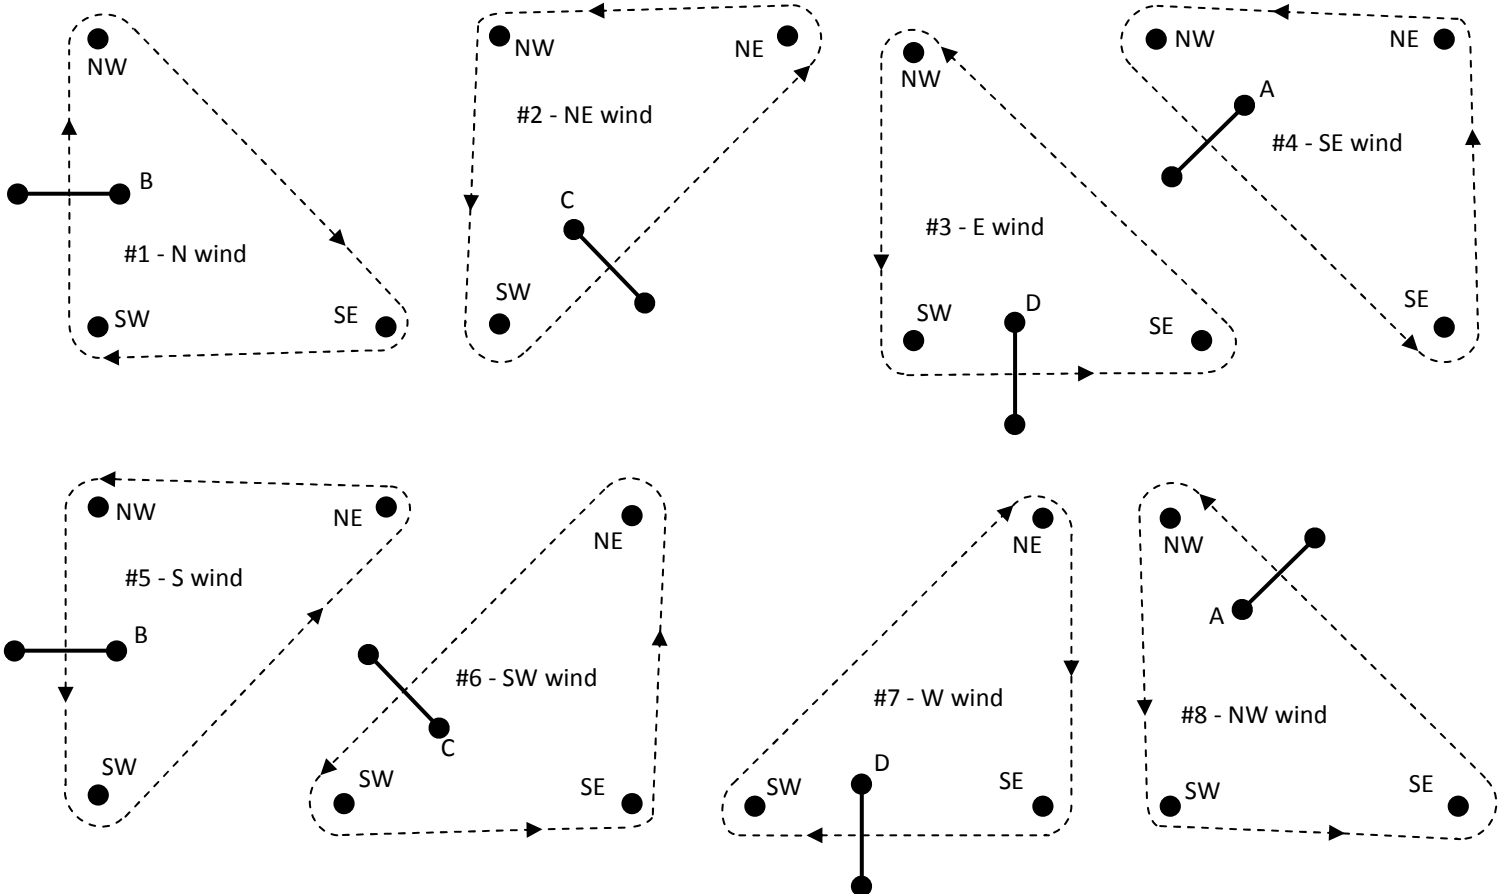 NW
B
#1 - N wind
SW
SE
NW
NE
#2 - NE wind
C
SW
NW
#3 - E wind
SW
D
SE
NW
NE
A
#4 - SE wind
SE
NW
NE
#5 - S wind
B
SW
NE
#6 - SW wind
C
SW
SE
NE
#7 - W wind
D
SW
SE
NW
A
#8 - NW wind
SW
SE